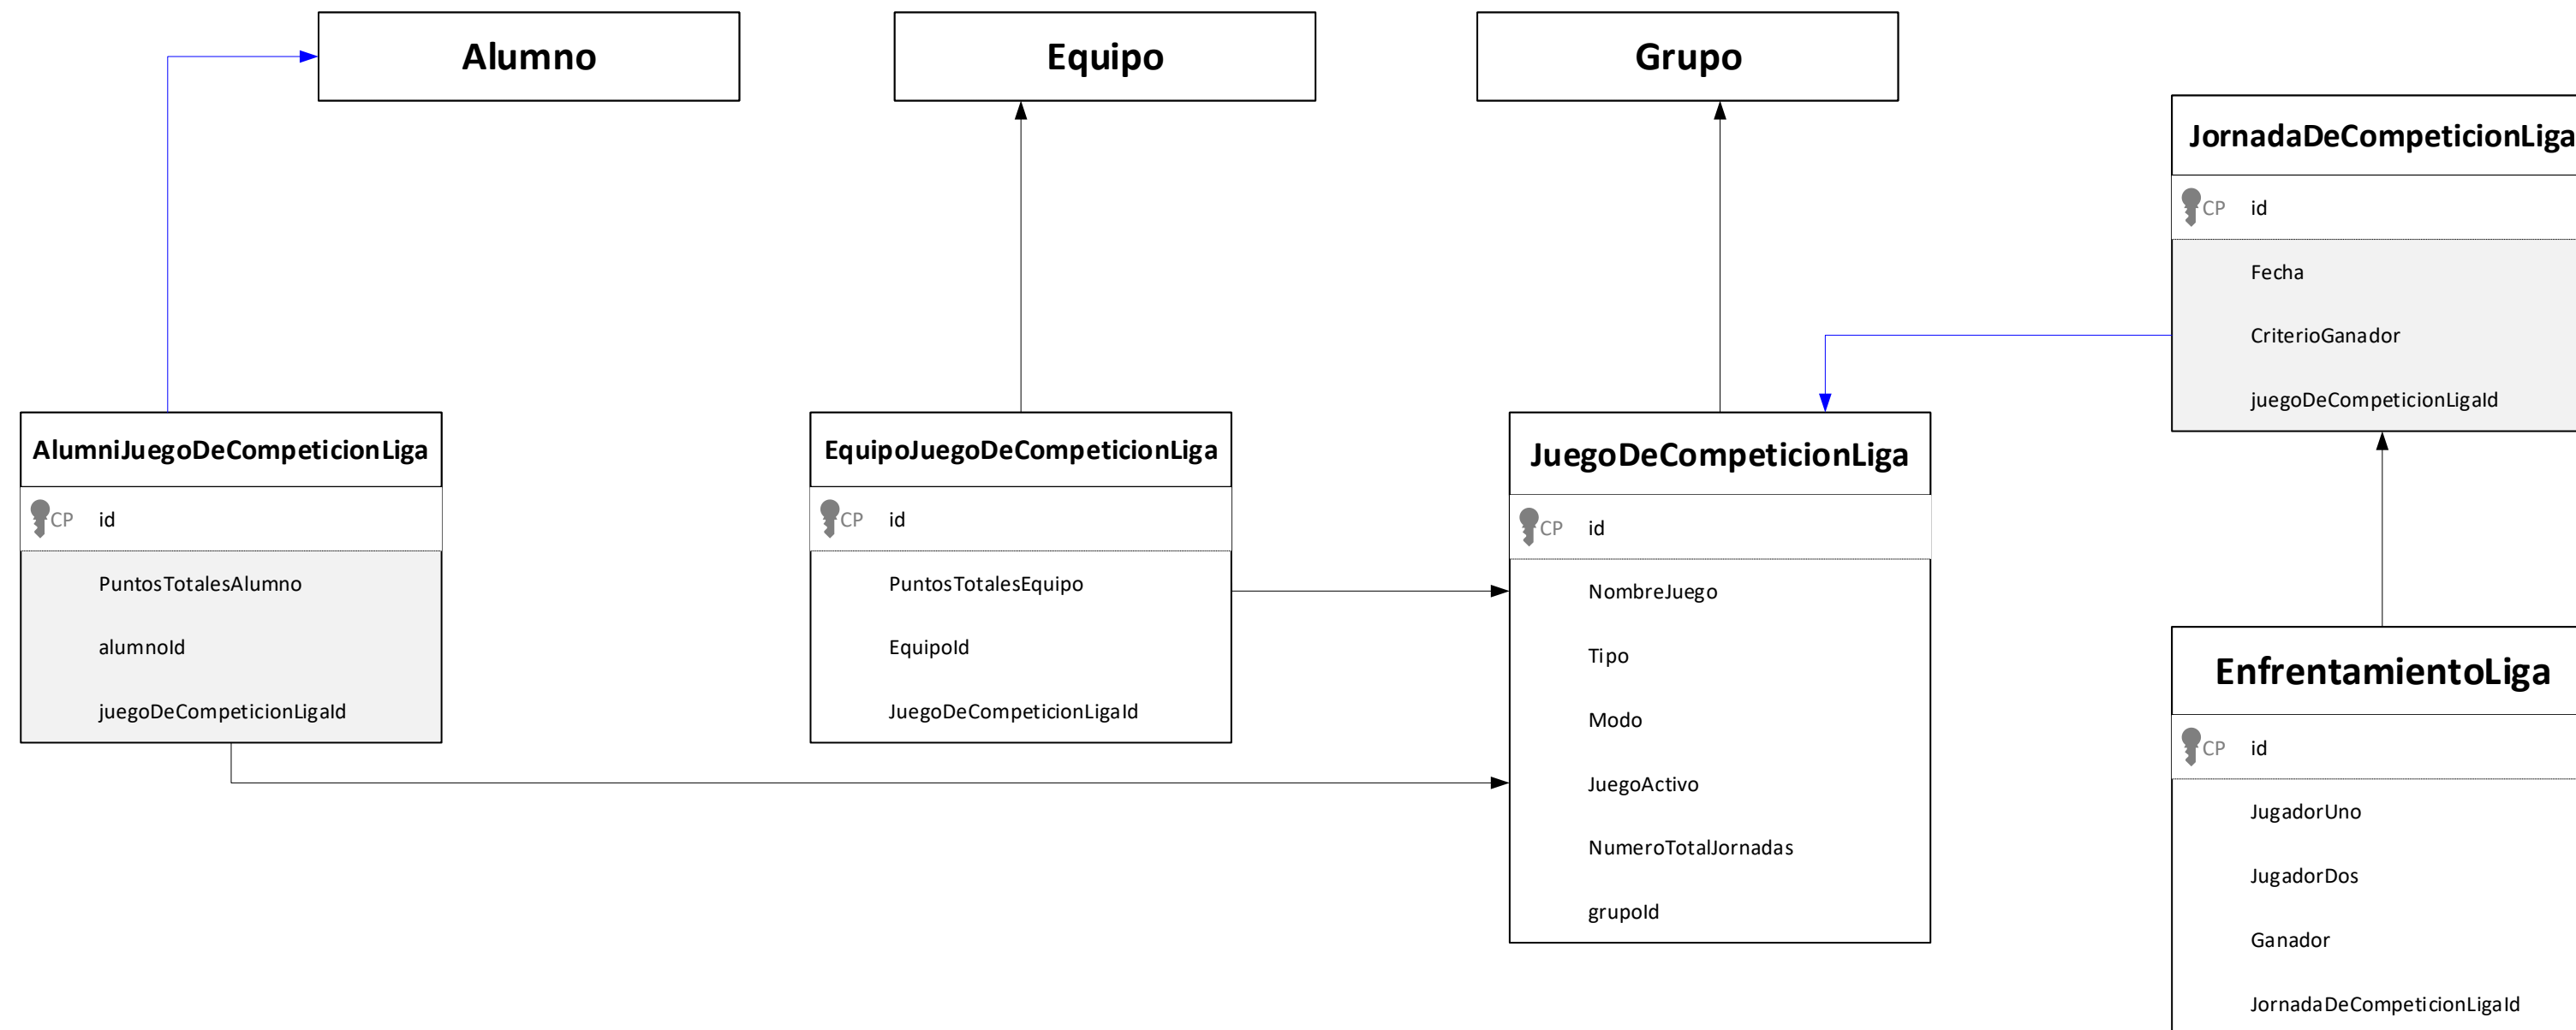 Alumno
Equipo
Grupo
JornadaDeCompeticionLiga
CP id
Fecha
CriterioGanador
juegoDeCompeticionLigaId
AlumniJuegoDeCompeticionLiga
CP id
PuntosTotalesAlumno
alumnoId
juegoDeCompeticionLigaId
EquipoJuegoDeCompeticionLiga
CP id
PuntosTotalesEquipo
EquipoId
JuegoDeCompeticionLigaId
JuegoDeCompeticionLiga
CP id
NombreJuego
Tipo
Modo
JuegoActivo
NumeroTotalJornadas
grupoId
EnfrentamientoLiga
CP id
JugadorUno
JugadorDos
Ganador
JornadaDeCompeticionLigaId